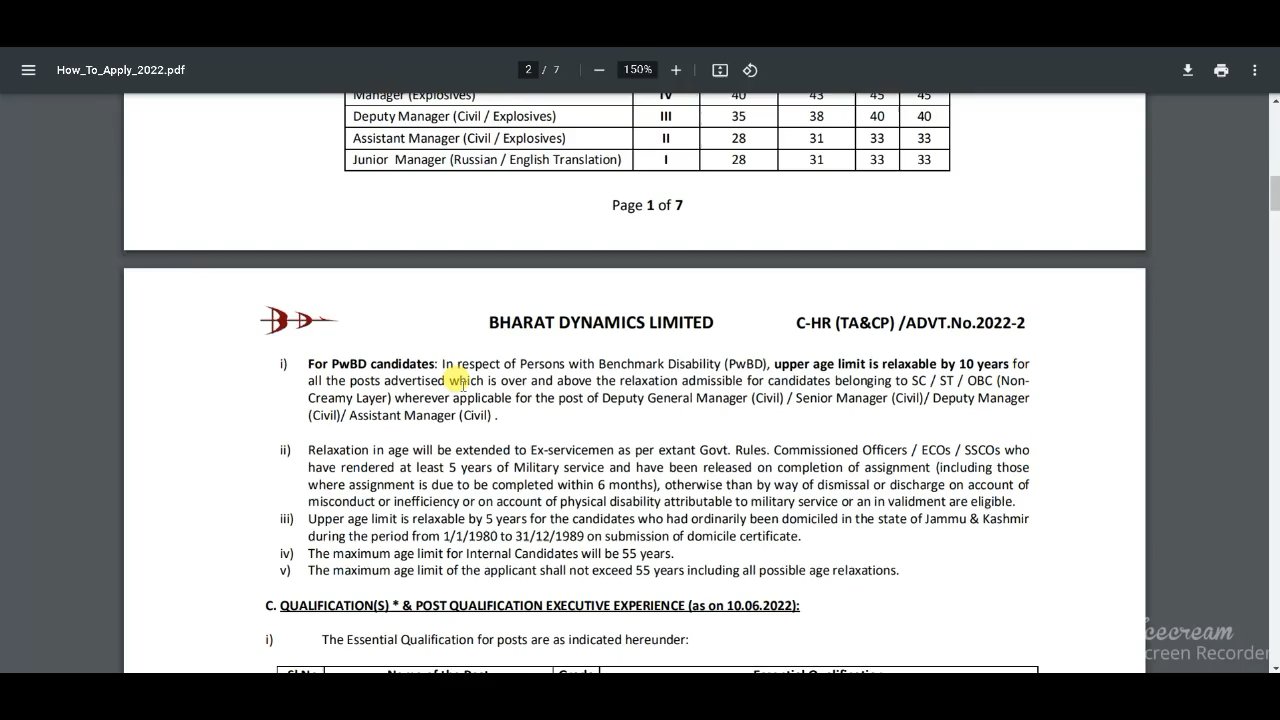 How_To_Apply_2022.pdf
2 / 7
150%
Manager (Explosives) IV 40 43 45 45
Deputy Manager (Civil / Explosives) III 35 38 40 40
Assistant Manager (Civil / Explosives) II 28 31 33 33
Junior Manager (Russian / English Translation) I 28 31 33 33
Page 1 of 7
BHARAT DYNAMICS LIMITED C-HR (TA&CP) /ADVT.No.2022-2
i) For PwBD candidates: In respect of Persons with Benchmark Disability (PwBD), upper age limit is relaxable by 10 years for
all the posts advertised which is over and above the relaxation admissible for candidates belonging to SC / ST / OBC (Non-
Creamy Layer) wherever applicable for the post of Deputy General Manager (Civil) / Senior Manager (Civil)/ Deputy Manager
(Civil)/ Assistant Manager (Civil) .
ii) Relaxation in age will be extended to Ex-servicemen as per extant Govt. Rules. Commissioned Officers / ECOs / SSCOs who
have rendered at least 5 years of Military service and have been released on completion of assignment (including those
where assignment is due to be completed within 6 months), otherwise than by way of dismissal or discharge on account of
misconduct or inefficiency or on account of physical disability attributable to military service or an in validment are eligible.
iii) Upper age limit is relaxable by 5 years for the candidates who had ordinarily been domiciled in the state of Jammu & Kashmir
during the period from 1/1/1980 to 31/12/1989 on submission of domicile certificate.
iv) The maximum age limit for Internal Candidates will be 55 years.
v) The maximum age limit of the applicant shall not exceed 55 years including all possible age relaxations.
C. QUALIFICATION(S) * & POST QUALIFICATION EXECUTIVE EXPERIENCE (as on 10.06.2022):
i) The Essential Qualification for posts are as indicated hereunder:
Sl.No Name of the Post Grade Essential Qualification
Icecream
Screen Recorder